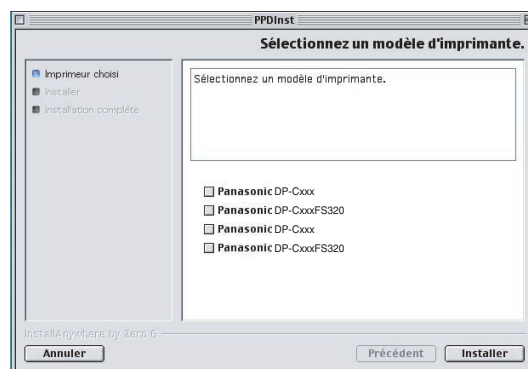 PPDInst
Sélectionnez un modèle d'imprimante.
Imprimeur choisi
Installer
Installation complète
Sélectionnez un modèle d'imprimante.
Panasonic DP-Cxxx
Panasonic DP-CxxxFS320
Panasonic DP-Cxxx
Panasonic DP-CxxxFS320
InstallAnywhere by Zero G
Annuler
Précédent
Installer